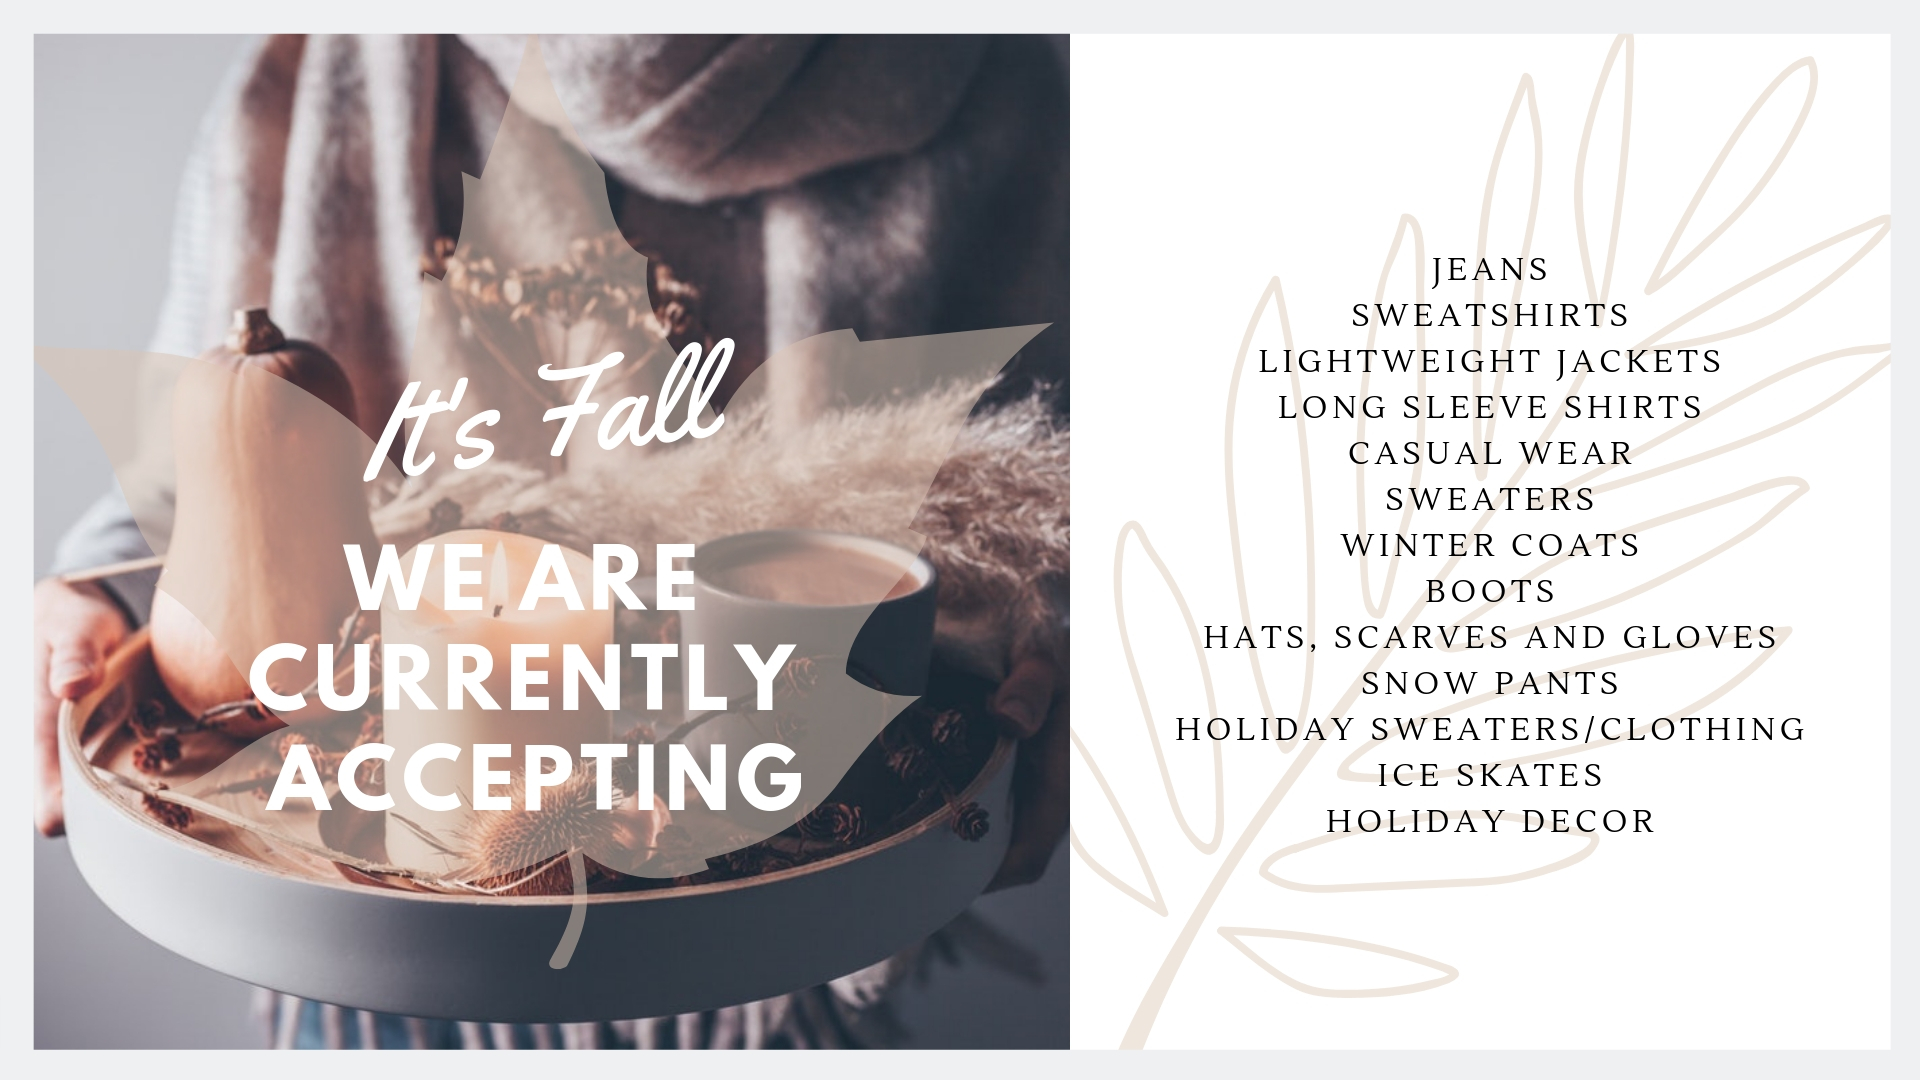 It's Fall
WE ARE
CURRENTLY
ACCEPTING
JEANS
SWEATSHIRTS
LIGHTWEIGHT JACKETS
LONG SLEEVE SHIRTS
CASUAL WEAR
SWEATERS
WINTER COATS
BOOTS
HATS, SCARVES AND GLOVES
SNOW PANTS
HOLIDAY SWEATERS/CLOTHING
ICE SKATES
HOLIDAY DECOR